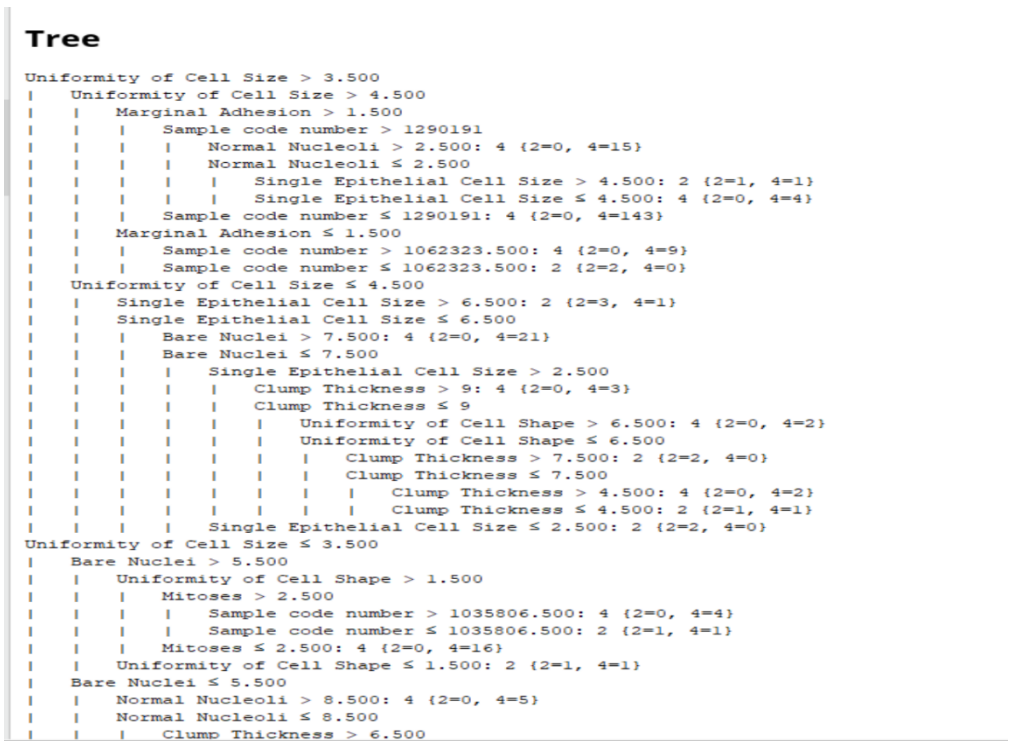 Tree
Uniformity of Cell Size > 3.500
|   Uniformity of Cell Size > 4.500
|   |   Marginal Adhesion > 1.500
|   |   |   Sample code number > 1290191
|   |   |   |   Normal Nucleoli > 2.500: 4 {2=0, 4=15}
|   |   |   |   Normal Nucleoli ≤ 2.500
|   |   |   |   |   Single Epithelial Cell Size > 4.500: 2 {2=1, 4=1}
|   |   |   |   |   Single Epithelial Cell Size ≤ 4.500: 4 {2=0, 4=4}
|   |   |   Sample code number ≤ 1290191: 4 {2=0, 4=143}
|   |   Marginal Adhesion ≤ 1.500
|   |   |   Sample code number > 1062323.500: 4 {2=0, 4=9}
|   |   |   Sample code number ≤ 1062323.500: 2 {2=2, 4=0}
|   Uniformity of Cell Size ≤ 4.500
|   |   Single Epithelial Cell Size > 6.500: 2 {2=3, 4=1}
|   |   Single Epithelial Cell Size ≤ 6.500
|   |   |   Bare Nuclei > 7.500: 4 {2=0, 4=21}
|   |   |   Bare Nuclei ≤ 7.500
|   |   |   |   Single Epithelial Cell Size > 2.500
|   |   |   |   |   Clump Thickness > 9: 4 {2=0, 4=3}
|   |   |   |   |   Clump Thickness ≤ 9
|   |   |   |   |   |   Uniformity of Cell Shape > 6.500: 4 {2=0, 4=2}
|   |   |   |   |   |   Uniformity of Cell Shape ≤ 6.500
|   |   |   |   |   |   |   Clump Thickness > 7.500: 2 {2=2, 4=0}
|   |   |   |   |   |   |   Clump Thickness ≤ 7.500
|   |   |   |   |   |   |   |   Clump Thickness > 4.500: 4 {2=0, 4=2}
|   |   |   |   |   |   |   |   Clump Thickness ≤ 4.500: 2 {2=1, 4=1}
|   |   |   |   Single Epithelial Cell Size ≤ 2.500: 2 {2=2, 4=0}
Uniformity of Cell Size ≤ 3.500
|   Bare Nuclei > 5.500
|   |   Uniformity of Cell Shape > 1.500
|   |   |   Mitoses > 2.500
|   |   |   |   Sample code number > 1035806.500: 4 {2=0, 4=4}
|   |   |   |   Sample code number ≤ 1035806.500: 2 {2=1, 4=1}
|   |   |   Mitoses ≤ 2.500: 4 {2=0, 4=16}
|   |   Uniformity of Cell Shape ≤ 1.500: 2 {2=1, 4=1}
|   Bare Nuclei ≤ 5.500
|   |   Normal Nucleoli > 8.500: 4 {2=0, 4=5}
|   |   Normal Nucleoli ≤ 8.500
|   |   |   Clump Thickness > 6.500